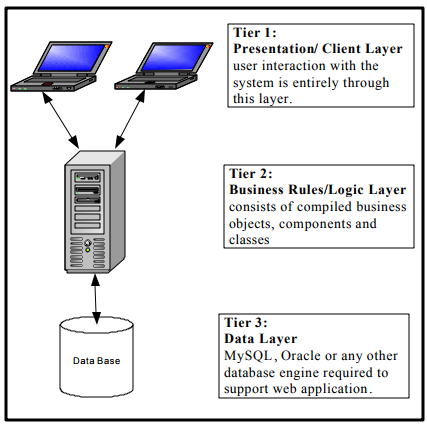 Tier 1:
Presentation/ Client Layer
user interaction with the
system is entirely through
this layer.
Tier 2:
Business Rules/Logic Layer
consists of compiled business
objects, components and
classes
Tier 3:
Data Layer
MySQL, Oracle or any other
database engine required to
support web application.
Data Base